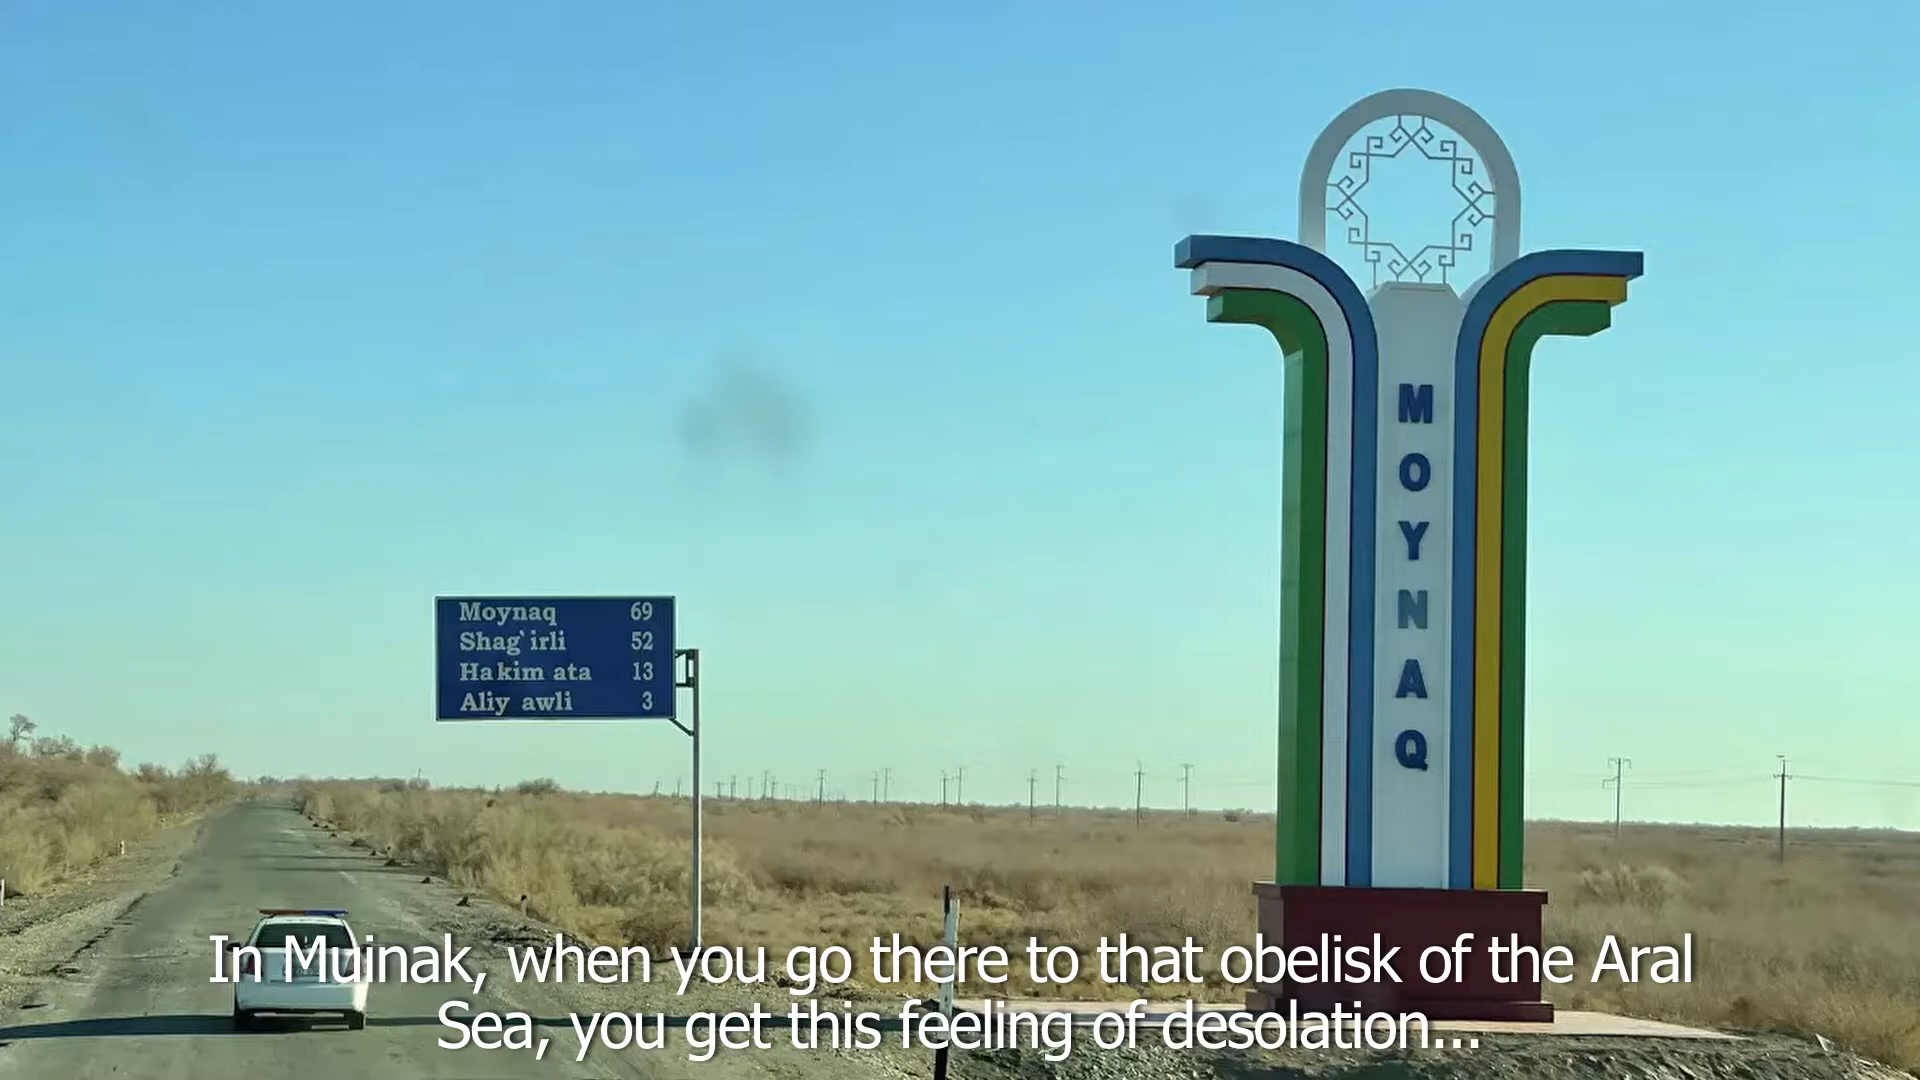 MOYNAQ
Moynaq 69
Shag`irli 52
Hakim ata 13
Aliy awli 3
In Muinak, when you go there to that obelisk of the Aral
Sea, you get this feeling of desolation...